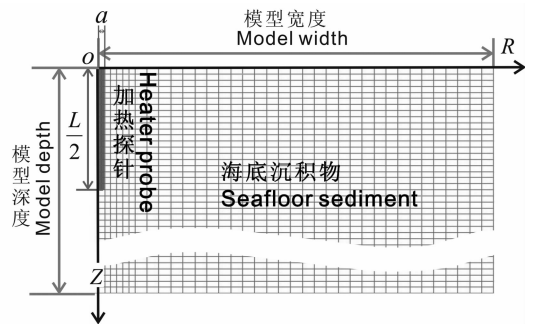 模型宽度
Model width
a
R
o
L
2
加热探针
Heater probe
模型深度
Model depth
海底沉积物
Seafloor sediment
Z